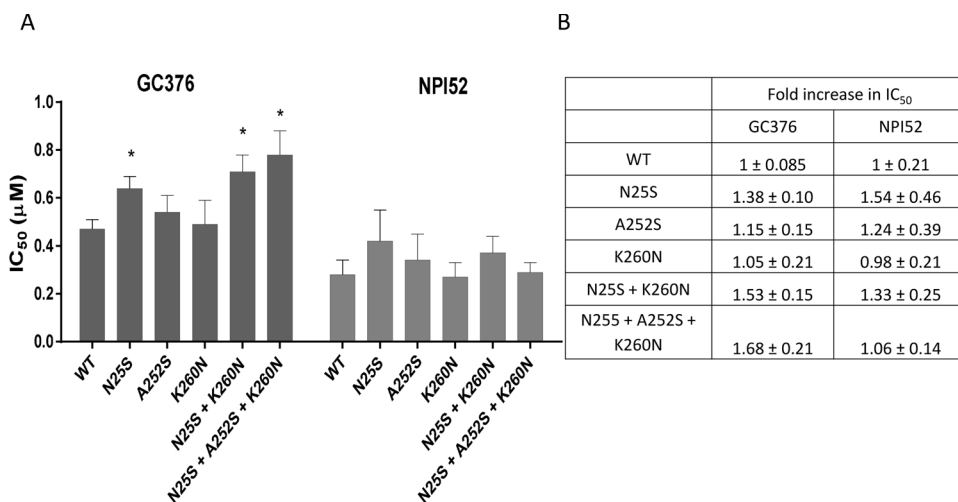 A
GC376
NPI52
IC50 (μM)
1.0
0.8
0.6
0.4
0.2
0.0
*
*
*
WT
N25S
A252S
K260N
N25S + K260N
N25S + A252S + K260N
WT
N25S
A252S
K260N
N25S + K260N
N25S + A252S + K260N
B
Fold increase in IC50
GC376 NPI52
WT 1 ± 0.085 1 ± 0.21
N25S 1.38 ± 0.10 1.54 ± 0.46
A252S 1.15 ± 0.15 1.24 ± 0.39
K260N 1.05 ± 0.21 0.98 ± 0.21
N25S + K260N 1.53 ± 0.15 1.33 ± 0.25
N255 + A252S +
K260N 1.68 ± 0.21 1.06 ± 0.14